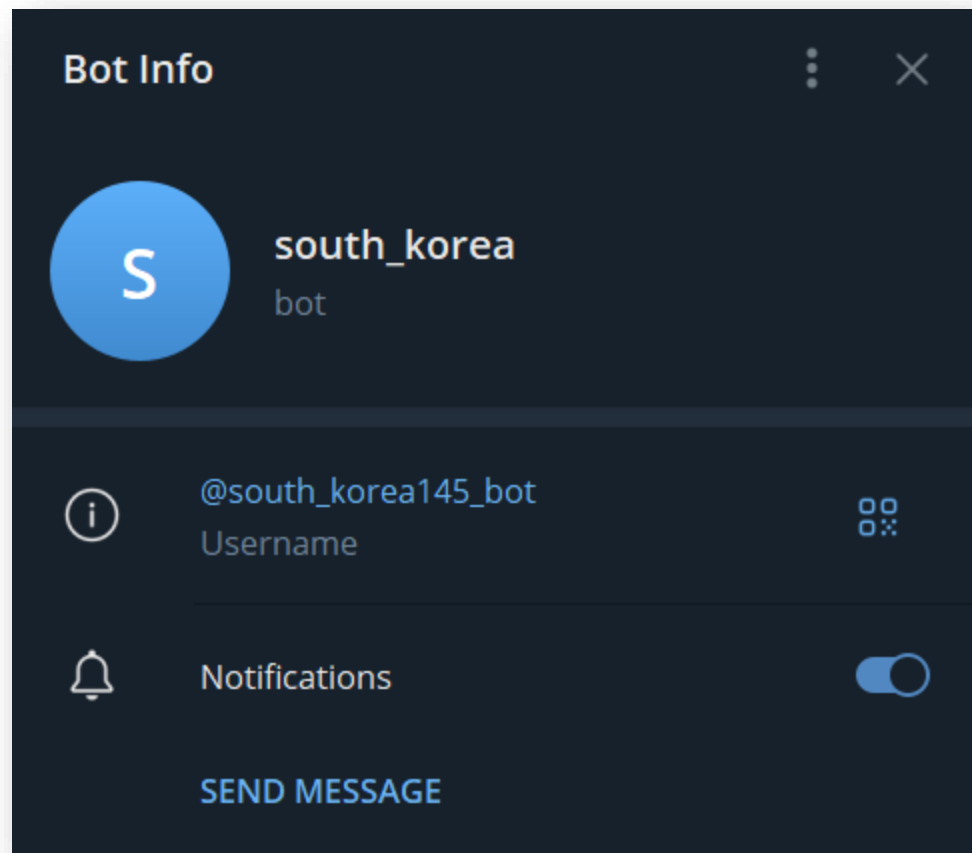 Bot Info
S
south_korea
bot
@south_korea145_bot
Username
Notifications
SEND MESSAGE